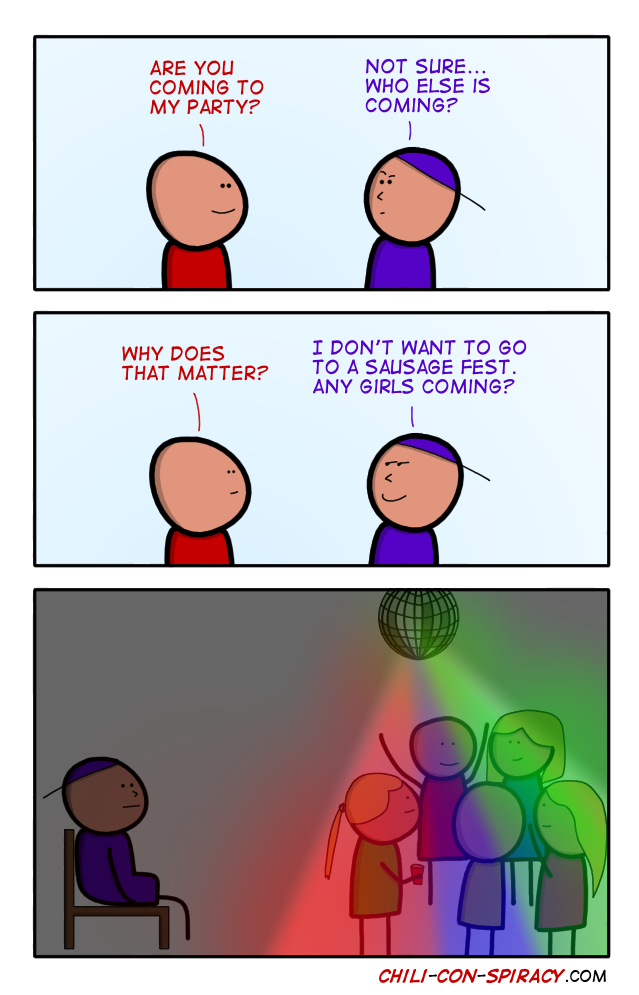 ARE YOU
COMING TO
MY PARTY?
NOT SURE...
WHO ELSE IS
COMING?
WHY DOES
THAT MATTER?
I DON'T WANT TO GO
TO A SAUSAGE FEST.
ANY GIRLS COMING?
CHILI-CON-SPIRACY.COM